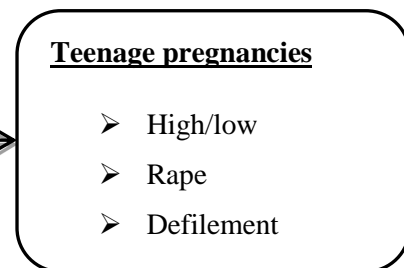 Teenage pregnancies
➢ High/low
➢ Rape
➢ Defilement